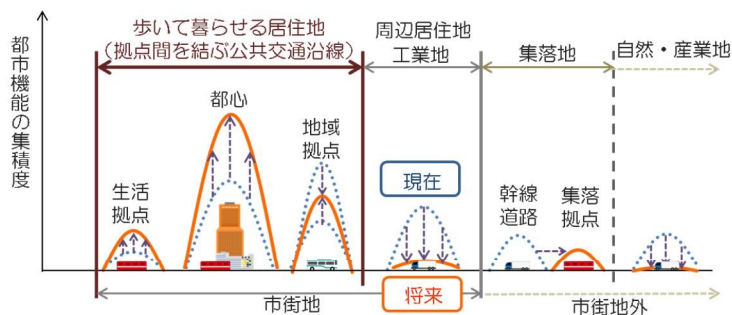 歩いて暮らせる居住地
(拠点間を結ぶ公共交通沿線)
周辺居住地
工業地
集落地
自然・産業地
都市機能の集積度
都心
地域
拠点
生活
拠点
現在
幹線
道路
集落
拠点
市街地
将来
市街地外